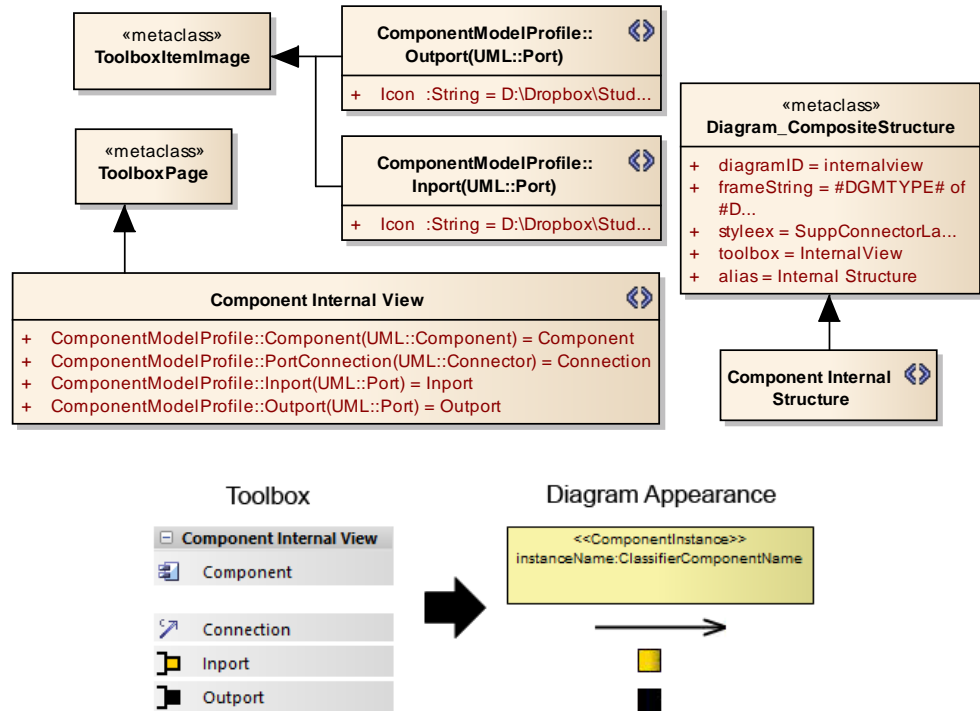 «metaclass»
ToolboxItemImage
ComponentModelProfile::
Outport(UML::Port)
+ Icon :String = D:\Dropbox\Stud...
«metaclass»
ToolboxPage
ComponentModelProfile::
Inport(UML::Port)
+ Icon :String = D:\Dropbox\Stud...
«metaclass»
Diagram_CompositeStructure
+ diagramID = internalview
+ frameString = #DGMTYPE# of
#D...
+ styleex = SuppConnectorLa...
+ toolbox = InternalView
+ alias = Internal Structure
Component Internal View
+ ComponentModelProfile::Component(UML::Component) = Component
+ ComponentModelProfile::PortConnection(UML::Connector) = Connection
+ ComponentModelProfile::Inport(UML::Port) = Inport
+ ComponentModelProfile::Outport(UML::Port) = Outport
Component Internal
Structure
Toolbox
Component Internal View
Component
Connection
Inport
Outport
Diagram Appearance
<<ComponentInstance>>
instanceName:ClassifierComponentName